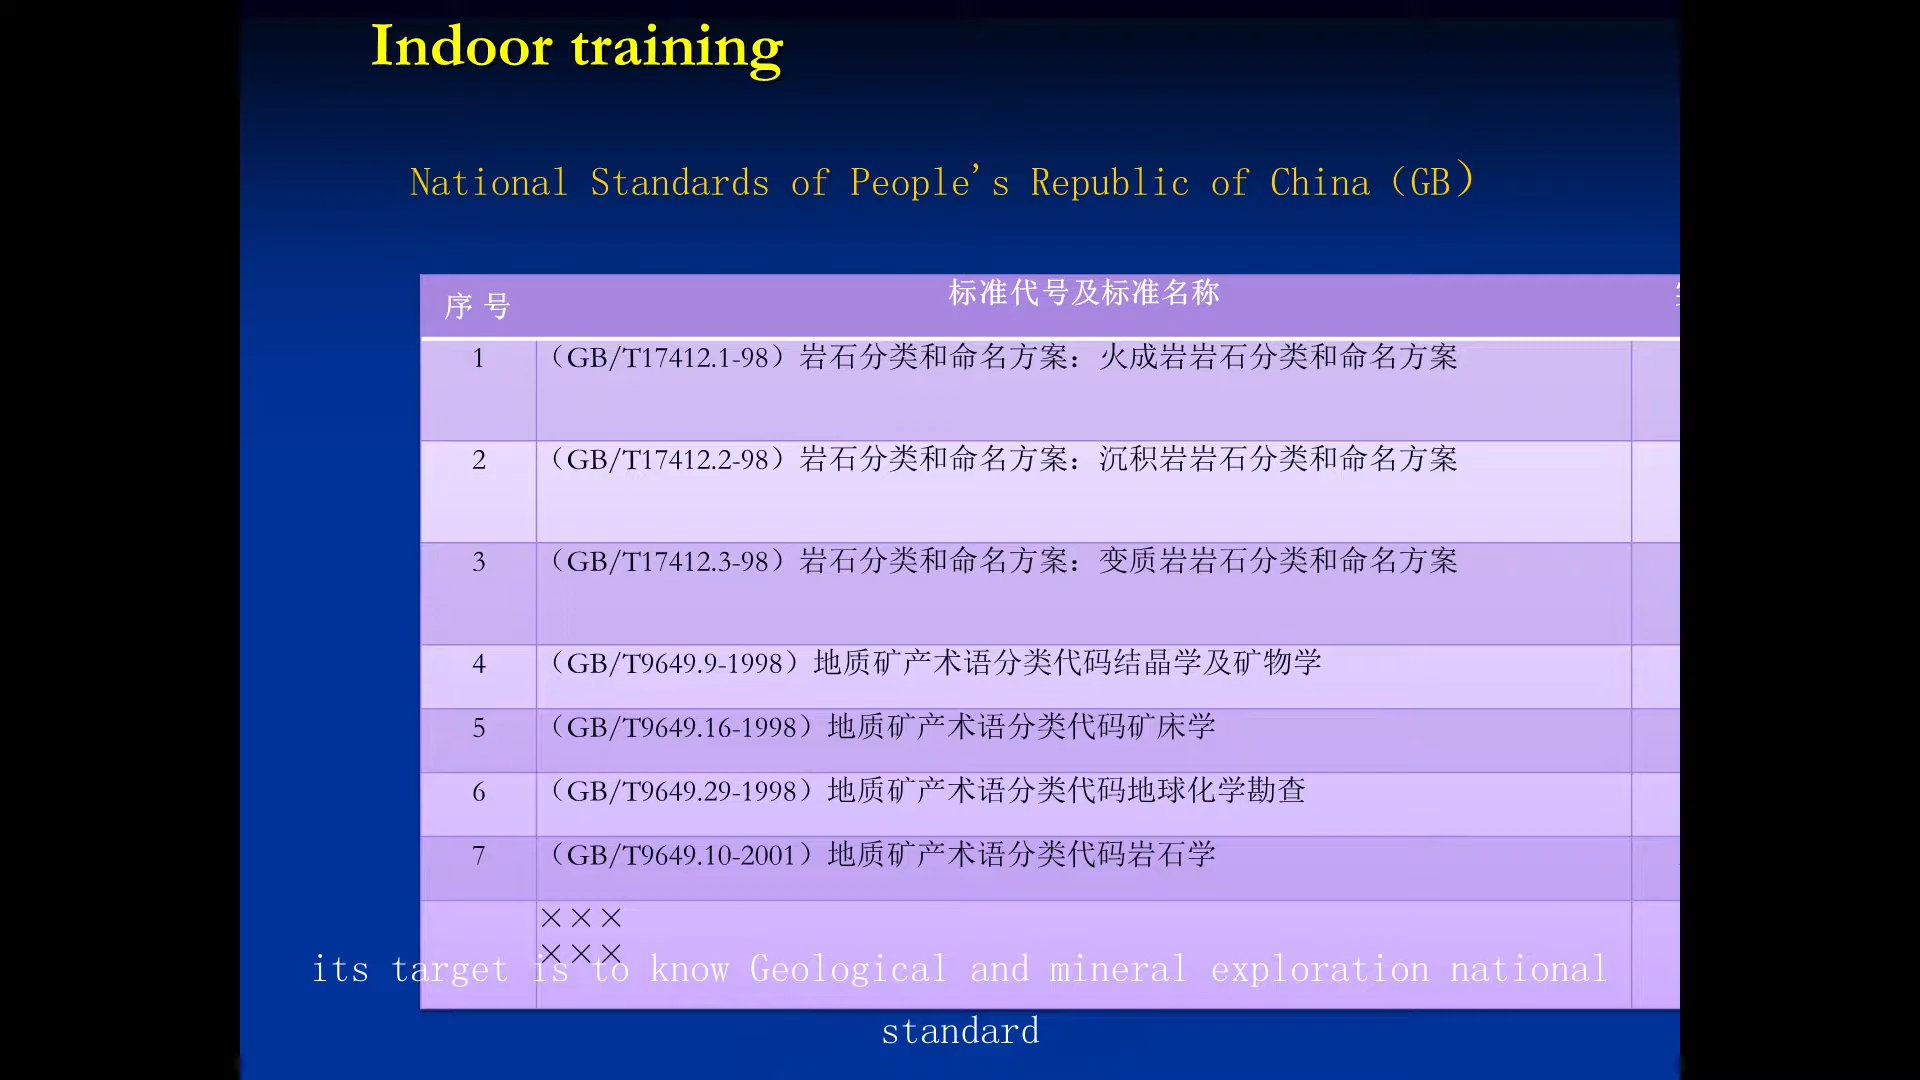 Indoor training
National Standards of People's Republic of China（GB）
序 号
标准代号及标准名称
1
（GB/T17412.1-98）岩石分类和命名方案：火成岩岩石分类和命名方案
2
（GB/T17412.2-98）岩石分类和命名方案：沉积岩岩石分类和命名方案
3
（GB/T17412.3-98）岩石分类和命名方案：变质岩岩石分类和命名方案
4
（GB/T9649.9-1998）地质矿产术语分类代码结晶学及矿物学
5
（GB/T9649.16-1998）地质矿产术语分类代码矿床学
6
（GB/T9649.29-1998）地质矿产术语分类代码地球化学勘查
7
（GB/T9649.10-2001）地质矿产术语分类代码岩石学
×××
×××
its target is to know Geological and mineral exploration national
standard